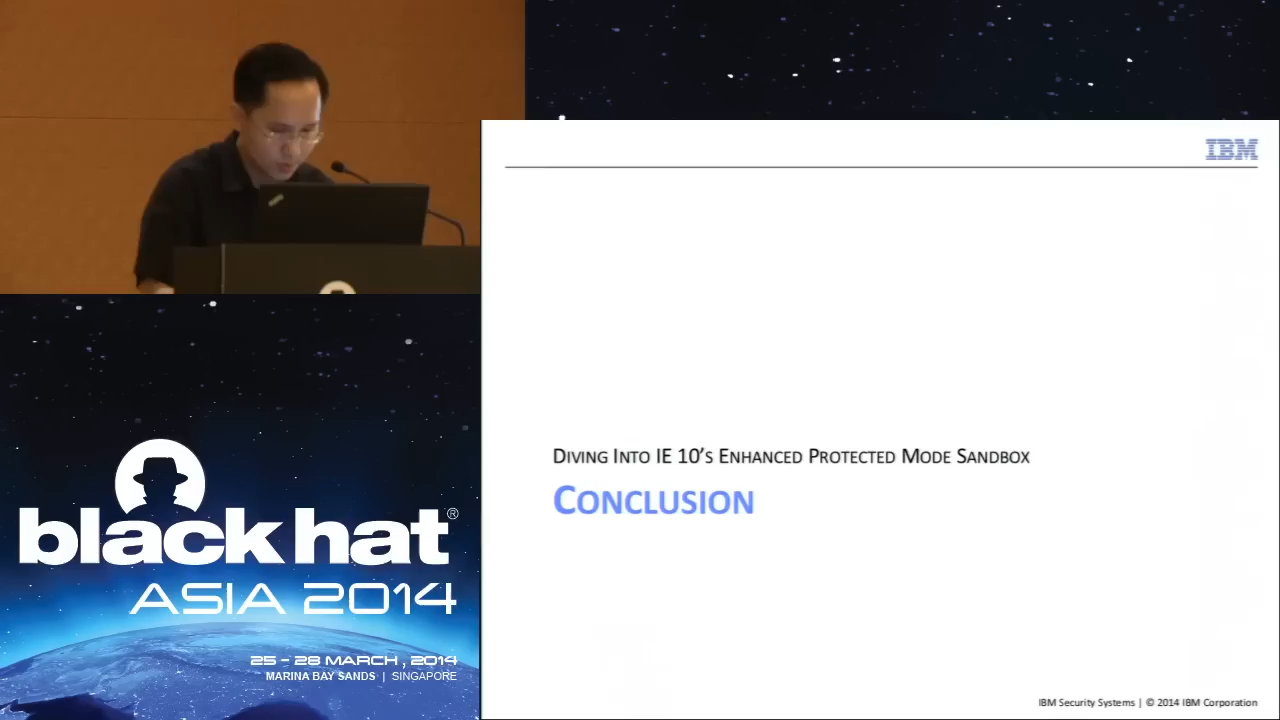 IBM
DIVING INTO IE 10'S ENHANCED PROTECTED MODE SANDBOX
CONCLUSION
IBM Security Systems | © 2014 IBM Corporation
black hat®
ASIA 2014
25 - 28 MARCH , 2014
MARINA BAY SANDS | SINGAPORE